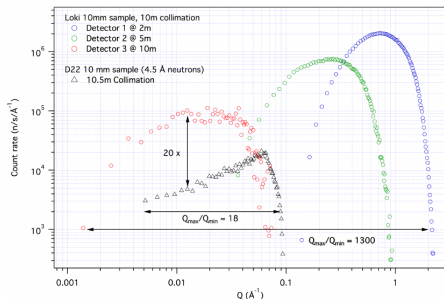 Loki 10mm sample, 10m collimation
Detector 1 @ 2m
Detector 2 @ 5m
Detector 3 @ 10m
D22 10 mm sample (4.5 Å neutrons)
10.5m Collimation
10⁶
10⁵
10⁴
10³
Count rate (n/s/Å⁻¹)
20 x
Qmax/Qmin = 18
Qmax/Qmin = 1300
0.001
0.01
0.1
1
Q (Å⁻¹)